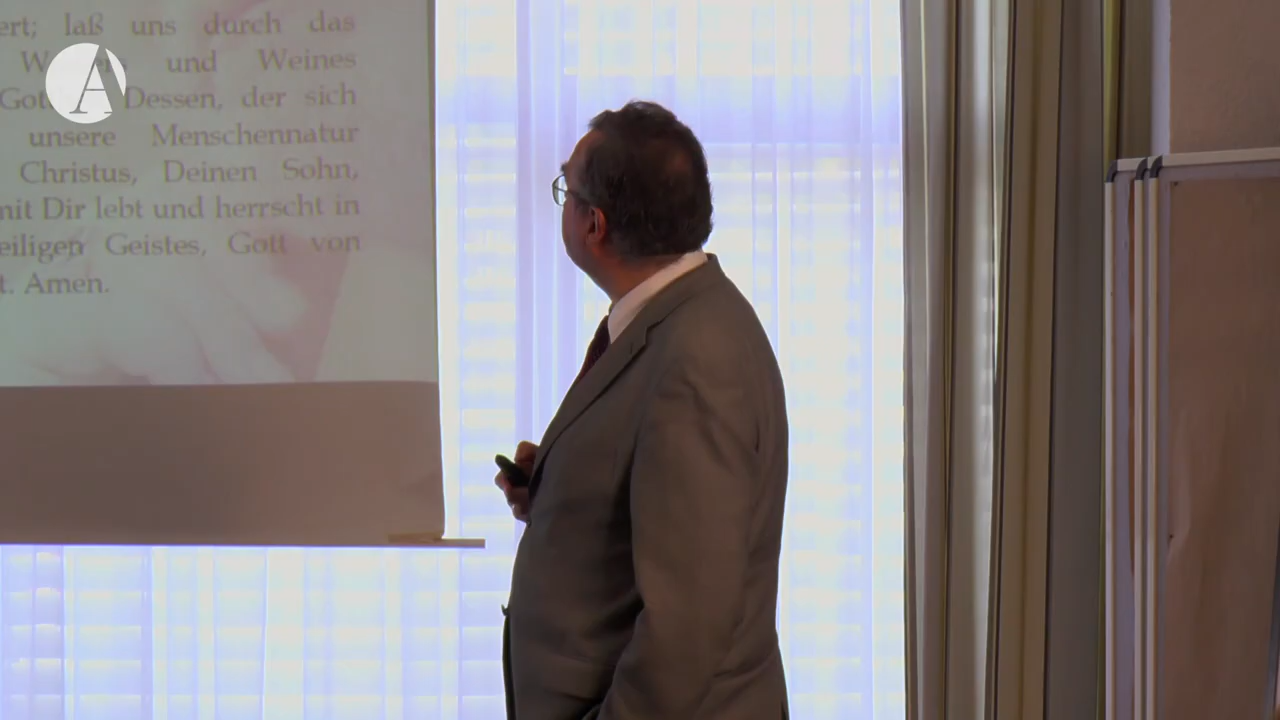 ert; laß uns durch das
und Weines
Dessen, der sich
unsere Menschennatur
Christus, Deinen Sohn,
mit Dir lebt und herrscht in
eiligen Geistes, Gott von
t. Amen.